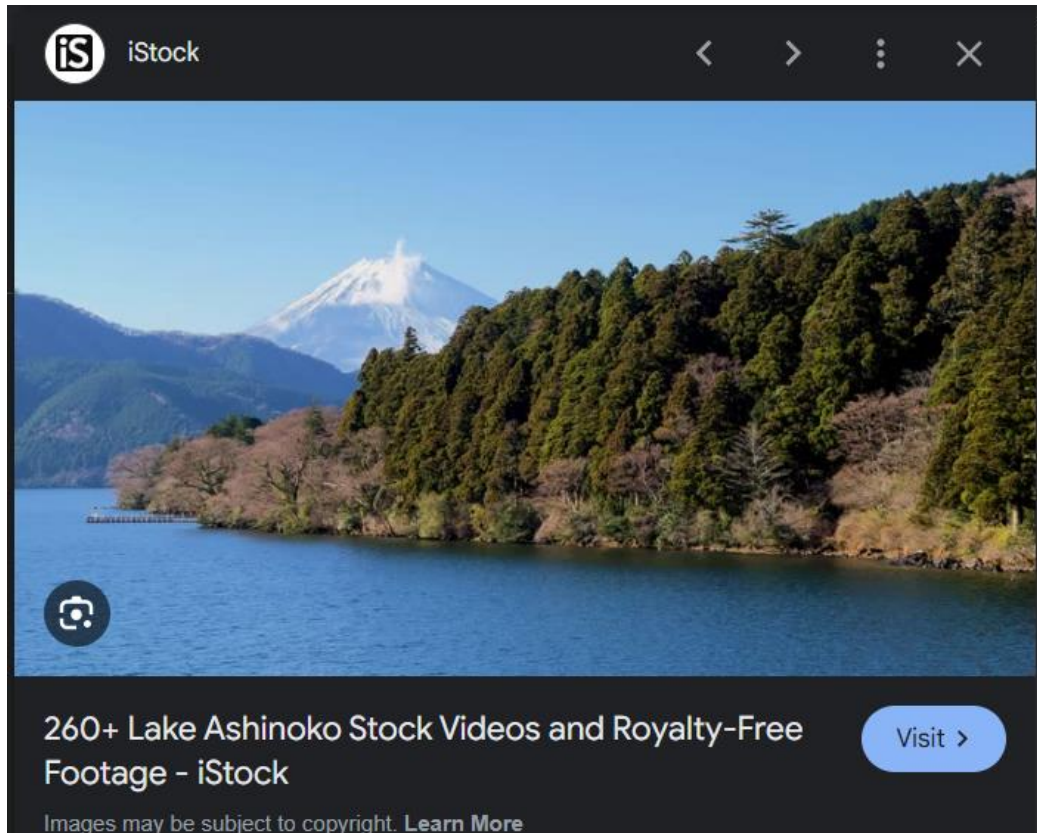 iS iStock
260+ Lake Ashinoko Stock Videos and Royalty-Free
Footage - iStock
Visit >
Images may be subject to copyright. Learn More